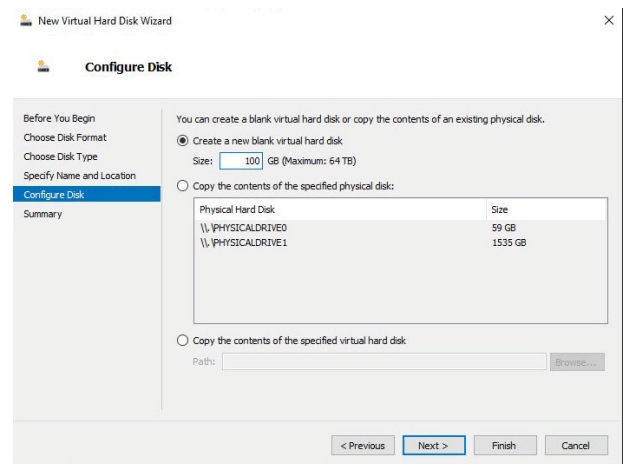 New Virtual Hard Disk Wizard
Configure Disk
Before You Begin
Choose Disk Format
Choose Disk Type
Specify Name and Location
Configure Disk
Summary
You can create a blank virtual hard disk or copy the contents of an existing physical disk.
Create a new blank virtual hard disk
Size: 100 GB (Maximum: 64 TB)
Copy the contents of the specified physical disk:
Physical Hard Disk Size
\\.\PHYSICALDRIVE0 59 GB
\\.\PHYSICALDRIVE1 1535 GB
Copy the contents of the specified virtual hard disk
Path: Browse...
< Previous Next > Finish Cancel